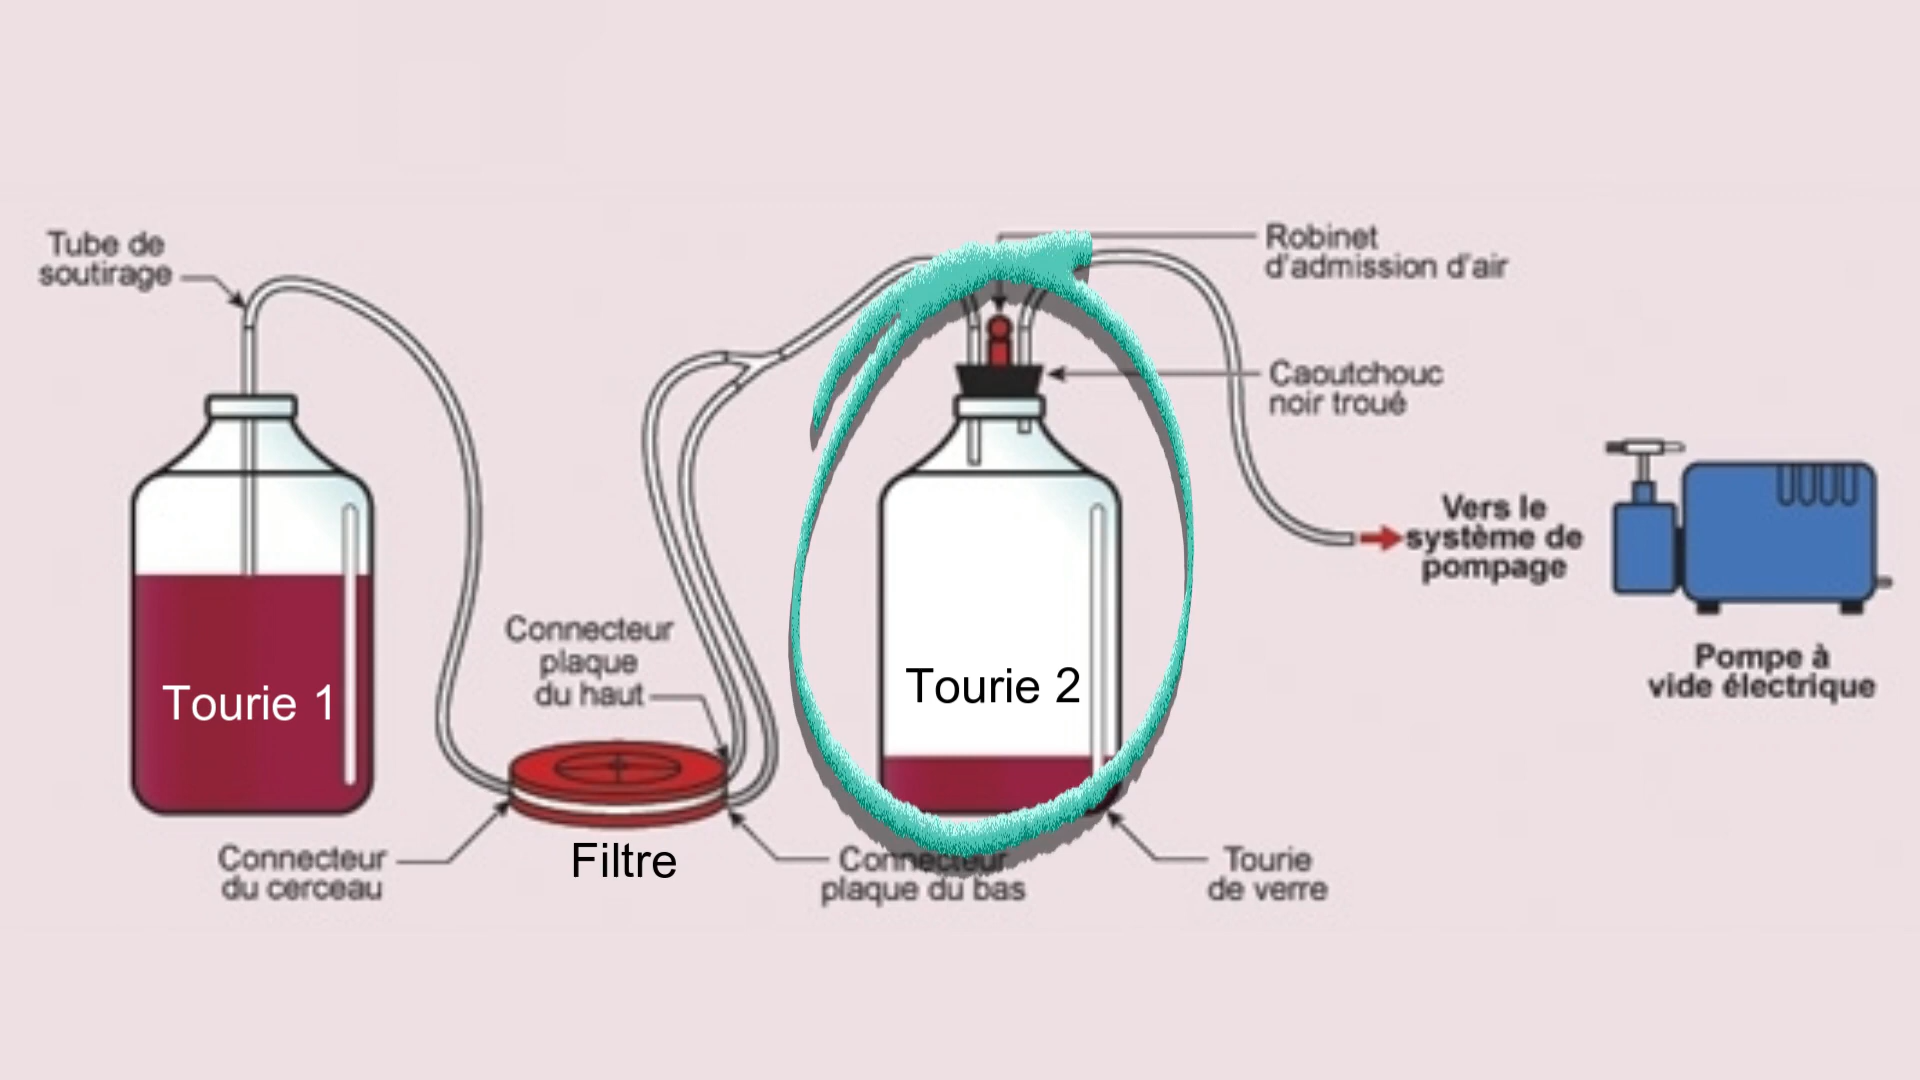 Tube de
soutirage
Robinet
d'admission d'air
Caoutchouc
noir troué
Vers le
système de
pompage
Connecteur
plaque
du haut
Tourie 1
Tourie 2
Pompe à
vide électrique
Connecteur
du cerceau
Filtre
Connecteur
plaque du bas
Tourie
de verre